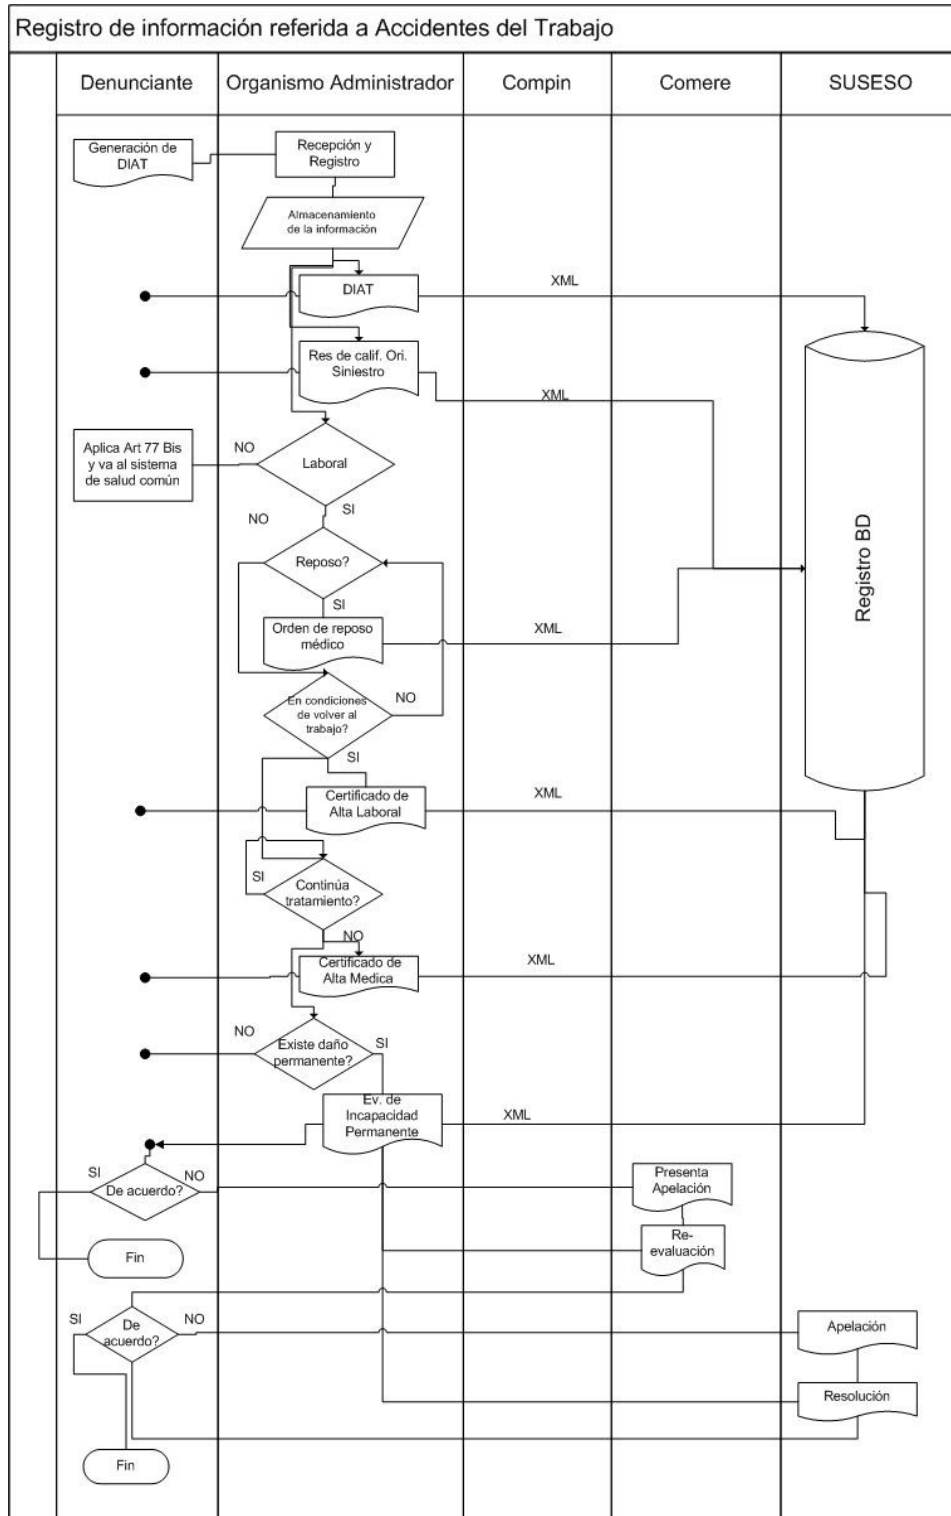 Registro de información referida a Accidentes del Trabajo
Denunciante
Organismo Administrador
Compin
Comere
SUSESO
Generación de
DIAT
Recepción y
Registro
Almacenamiento
de la información
DIAT
XML
Res de calif. Ori.
Siniestro
XML
Aplica Art 77 Bis
y va al sistema
de salud común
NO
Laboral
SI
NO
Reposo?
SI
Registro BD
Orden de reposo
médico
XML
En condiciones
de volver al
trabajo?
NO
SI
Certificado de
Alta Laboral
XML
SI
Continúa
tratamiento?
NO
Certificado de
Alta Medica
XML
NO
Existe daño
permanente?
SI
Ev. de
Incapacidad
Permanente
XML
SI
De acuerdo?
NO
Presenta
Apelación
Re-
evaluación
Fin
SI
De
acuerdo?
NO
Apelación
Resolución
Fin